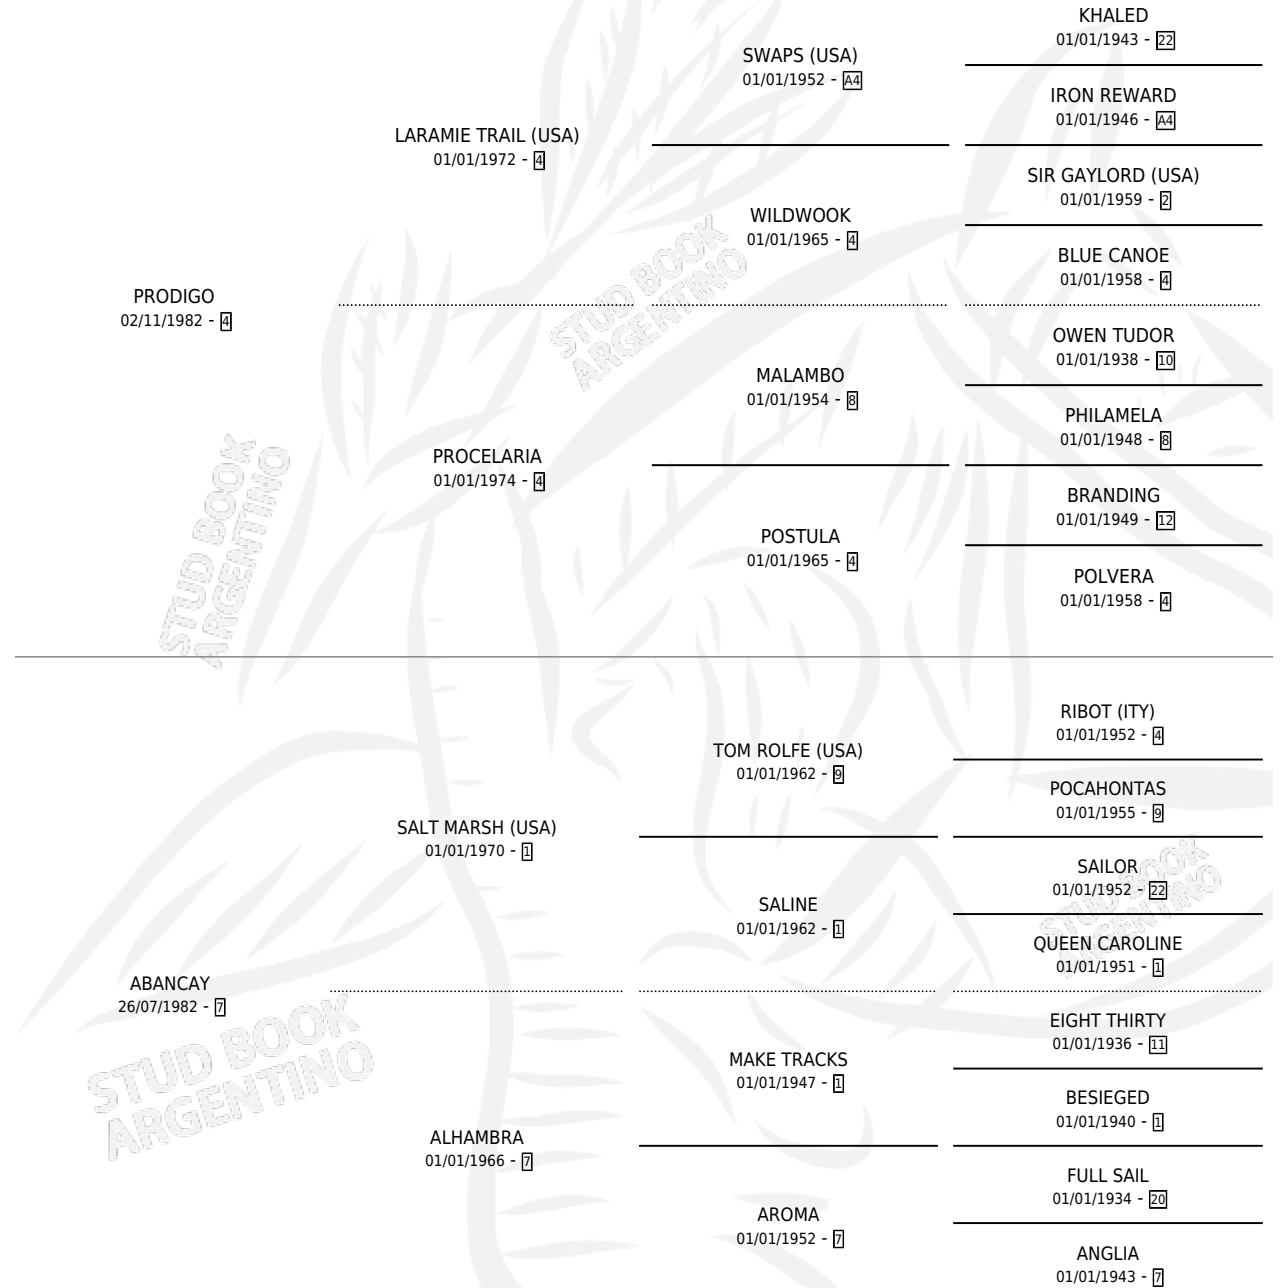 KHALED
01/01/1943 - 22
SWAPS (USA)
01/01/1952 - A4
IRON REWARD
01/01/1946 - A4
LARAMIE TRAIL (USA)
01/01/1972 - 4
SIR GAYLORD (USA)
01/01/1959 - 2
WILDWOOK
01/01/1965 - 4
BLUE CANOE
01/01/1958 - 4
PRODIGO
02/11/1982 - 4
STUD BOOK
ARGENTINO
OWEN TUDOR
01/01/1938 - 10
MALAMBO
01/01/1954 - 8
PHILAMELA
01/01/1948 - 8
PROCELARIA
01/01/1974 - 4
BRANDING
01/01/1949 - 12
POSTULA
01/01/1965 - 4
POLVERA
01/01/1958 - 4
STUD BOOK
ARGENTINO
RIBOT (ITY)
01/01/1952 - 4
TOM ROLFE (USA)
01/01/1962 - 9
POCAHONTAS
01/01/1955 - 9
SALT MARSH (USA)
01/01/1970 - 1
SAILOR
01/01/1952 - 22
SALINE
01/01/1962 - 1
QUEEN CAROLINE
01/01/1951 - 1
STUD BOOK
ARGENTINO
ABANCAY
26/07/1982 - 7
STUD BOOK
ARGENTINO
EIGHT THIRTY
01/01/1936 - 11
MAKE TRACKS
01/01/1947 - 1
BESIEGED
01/01/1940 - 1
ALHAMBRA
01/01/1966 - 7
FULL SAIL
01/01/1934 - 20
AROMA
01/01/1952 - 7
ANGLIA
01/01/1943 - 7